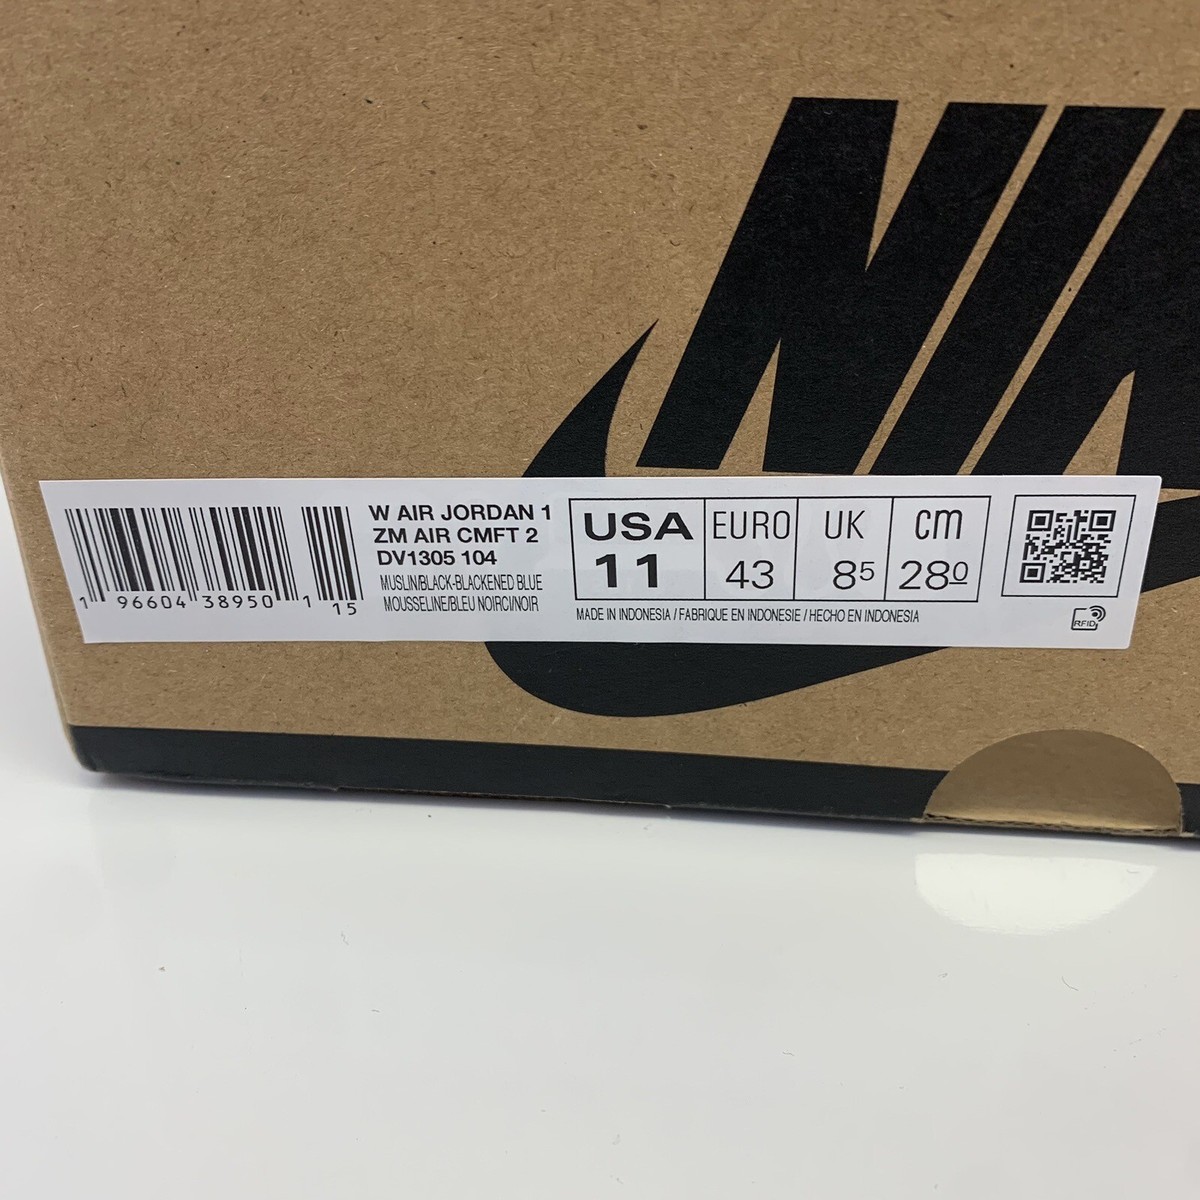 NIK
W AIR JORDAN 1
ZM AIR CMFT 2
DV1305 104
MUSLIN/BLACK-BLACKENED BLUE
MOUSSELINE/BLEU NOIRCI/NOIR
1 96604 38950 1 15
USA EURO UK cm
11 43 85 280
MADE IN INDONESIA / FABRIQUE EN INDONESIE / HECHO EN INDONESIA
RFID